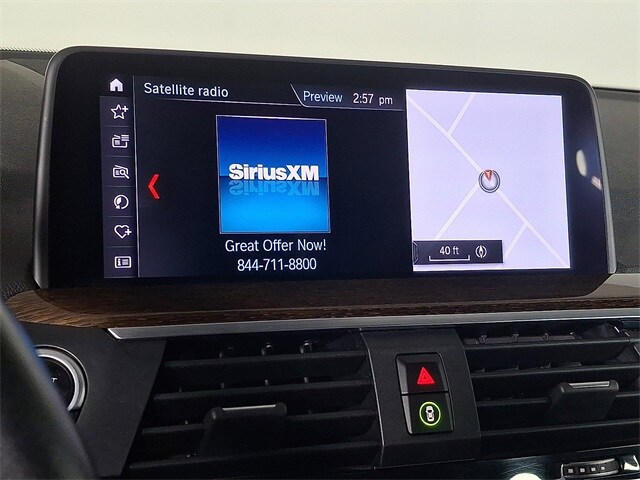 Satellite radio
Preview
2:57 pm
SiriusXM
Great Offer Now!
844-711-8800
40 ft